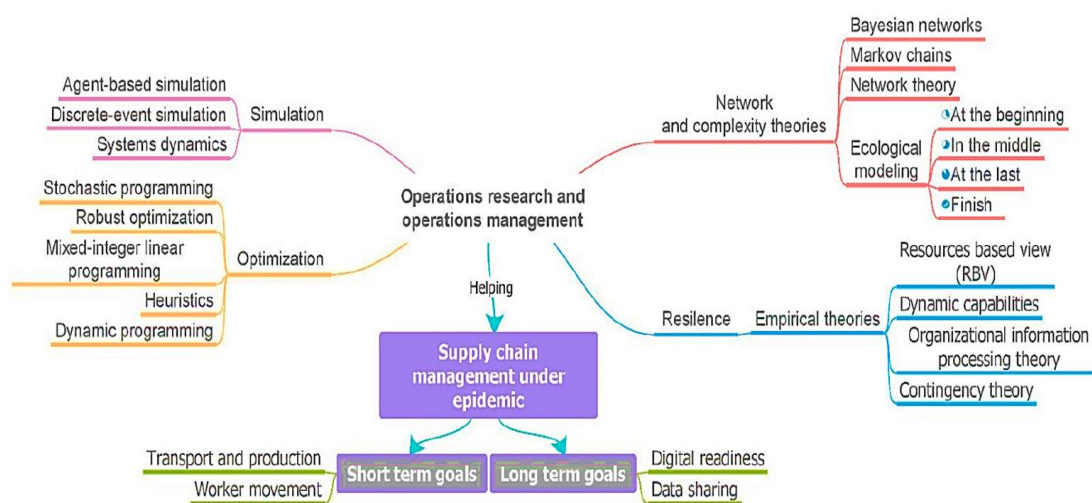 Agent-based simulation
Discrete-event simulation
Systems dynamics
Simulation
Stochastic programming
Robust optimization
Mixed-integer linear
programming
Heuristics
Dynamic programming
Optimization
Operations research and
operations management
Network
and complexity theories
Bayesian networks
Markov chains
Network theory
Ecological
modeling
At the beginning
In the middle
At the last
Finish
Resilence
Empirical theories
Resources based view
(RBV)
Dynamic capabilities
Organizational information
processing theory
Contingency theory
Helping
Supply chain
management under
epidemic
Short term goals
Long term goals
Transport and production
Worker movement
Digital readiness
Data sharing